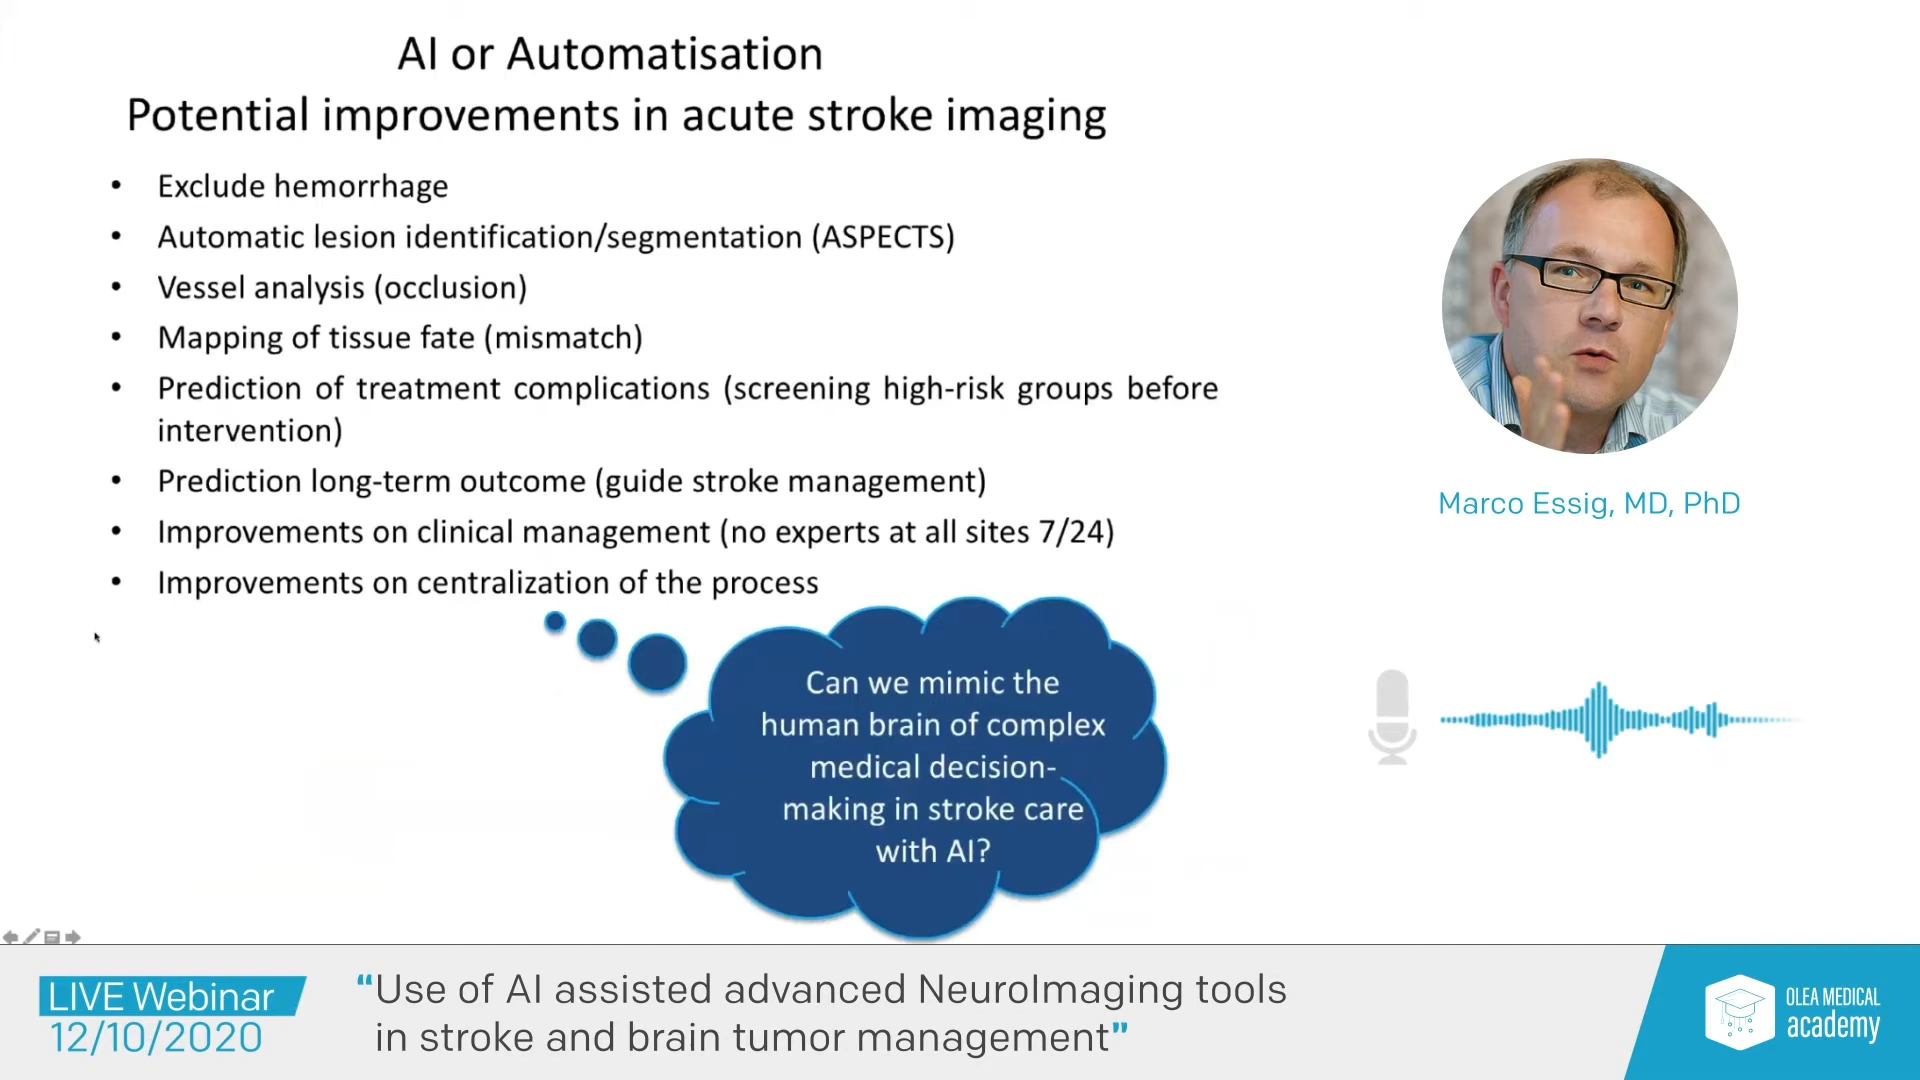 AI or Automatisation
Potential improvements in acute stroke imaging
• Exclude hemorrhage
• Automatic lesion identification/segmentation (ASPECTS)
• Vessel analysis (occlusion)
• Mapping of tissue fate (mismatch)
• Prediction of treatment complications (screening high-risk groups before
intervention)
• Prediction long-term outcome (guide stroke management)
• Improvements on clinical management (no experts at all sites 7/24)
• Improvements on centralization of the process
Can we mimic the
human brain of complex
medical decision-
making in stroke care
with AI?
Marco Essig, MD, PhD
LIVE Webinar
12/10/2020
“Use of AI assisted advanced NeuroImaging tools
in stroke and brain tumor management”
OLEA MEDICAL
academy